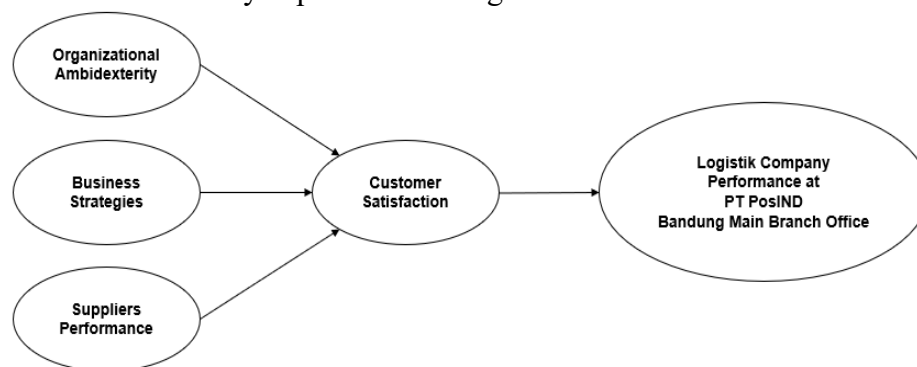 Organizational
Ambidexterity
Business
Strategies
Suppliers
Performance
Customer
Satisfaction
Logistik Company
Performance at
PT PosIND
Bandung Main Branch Office